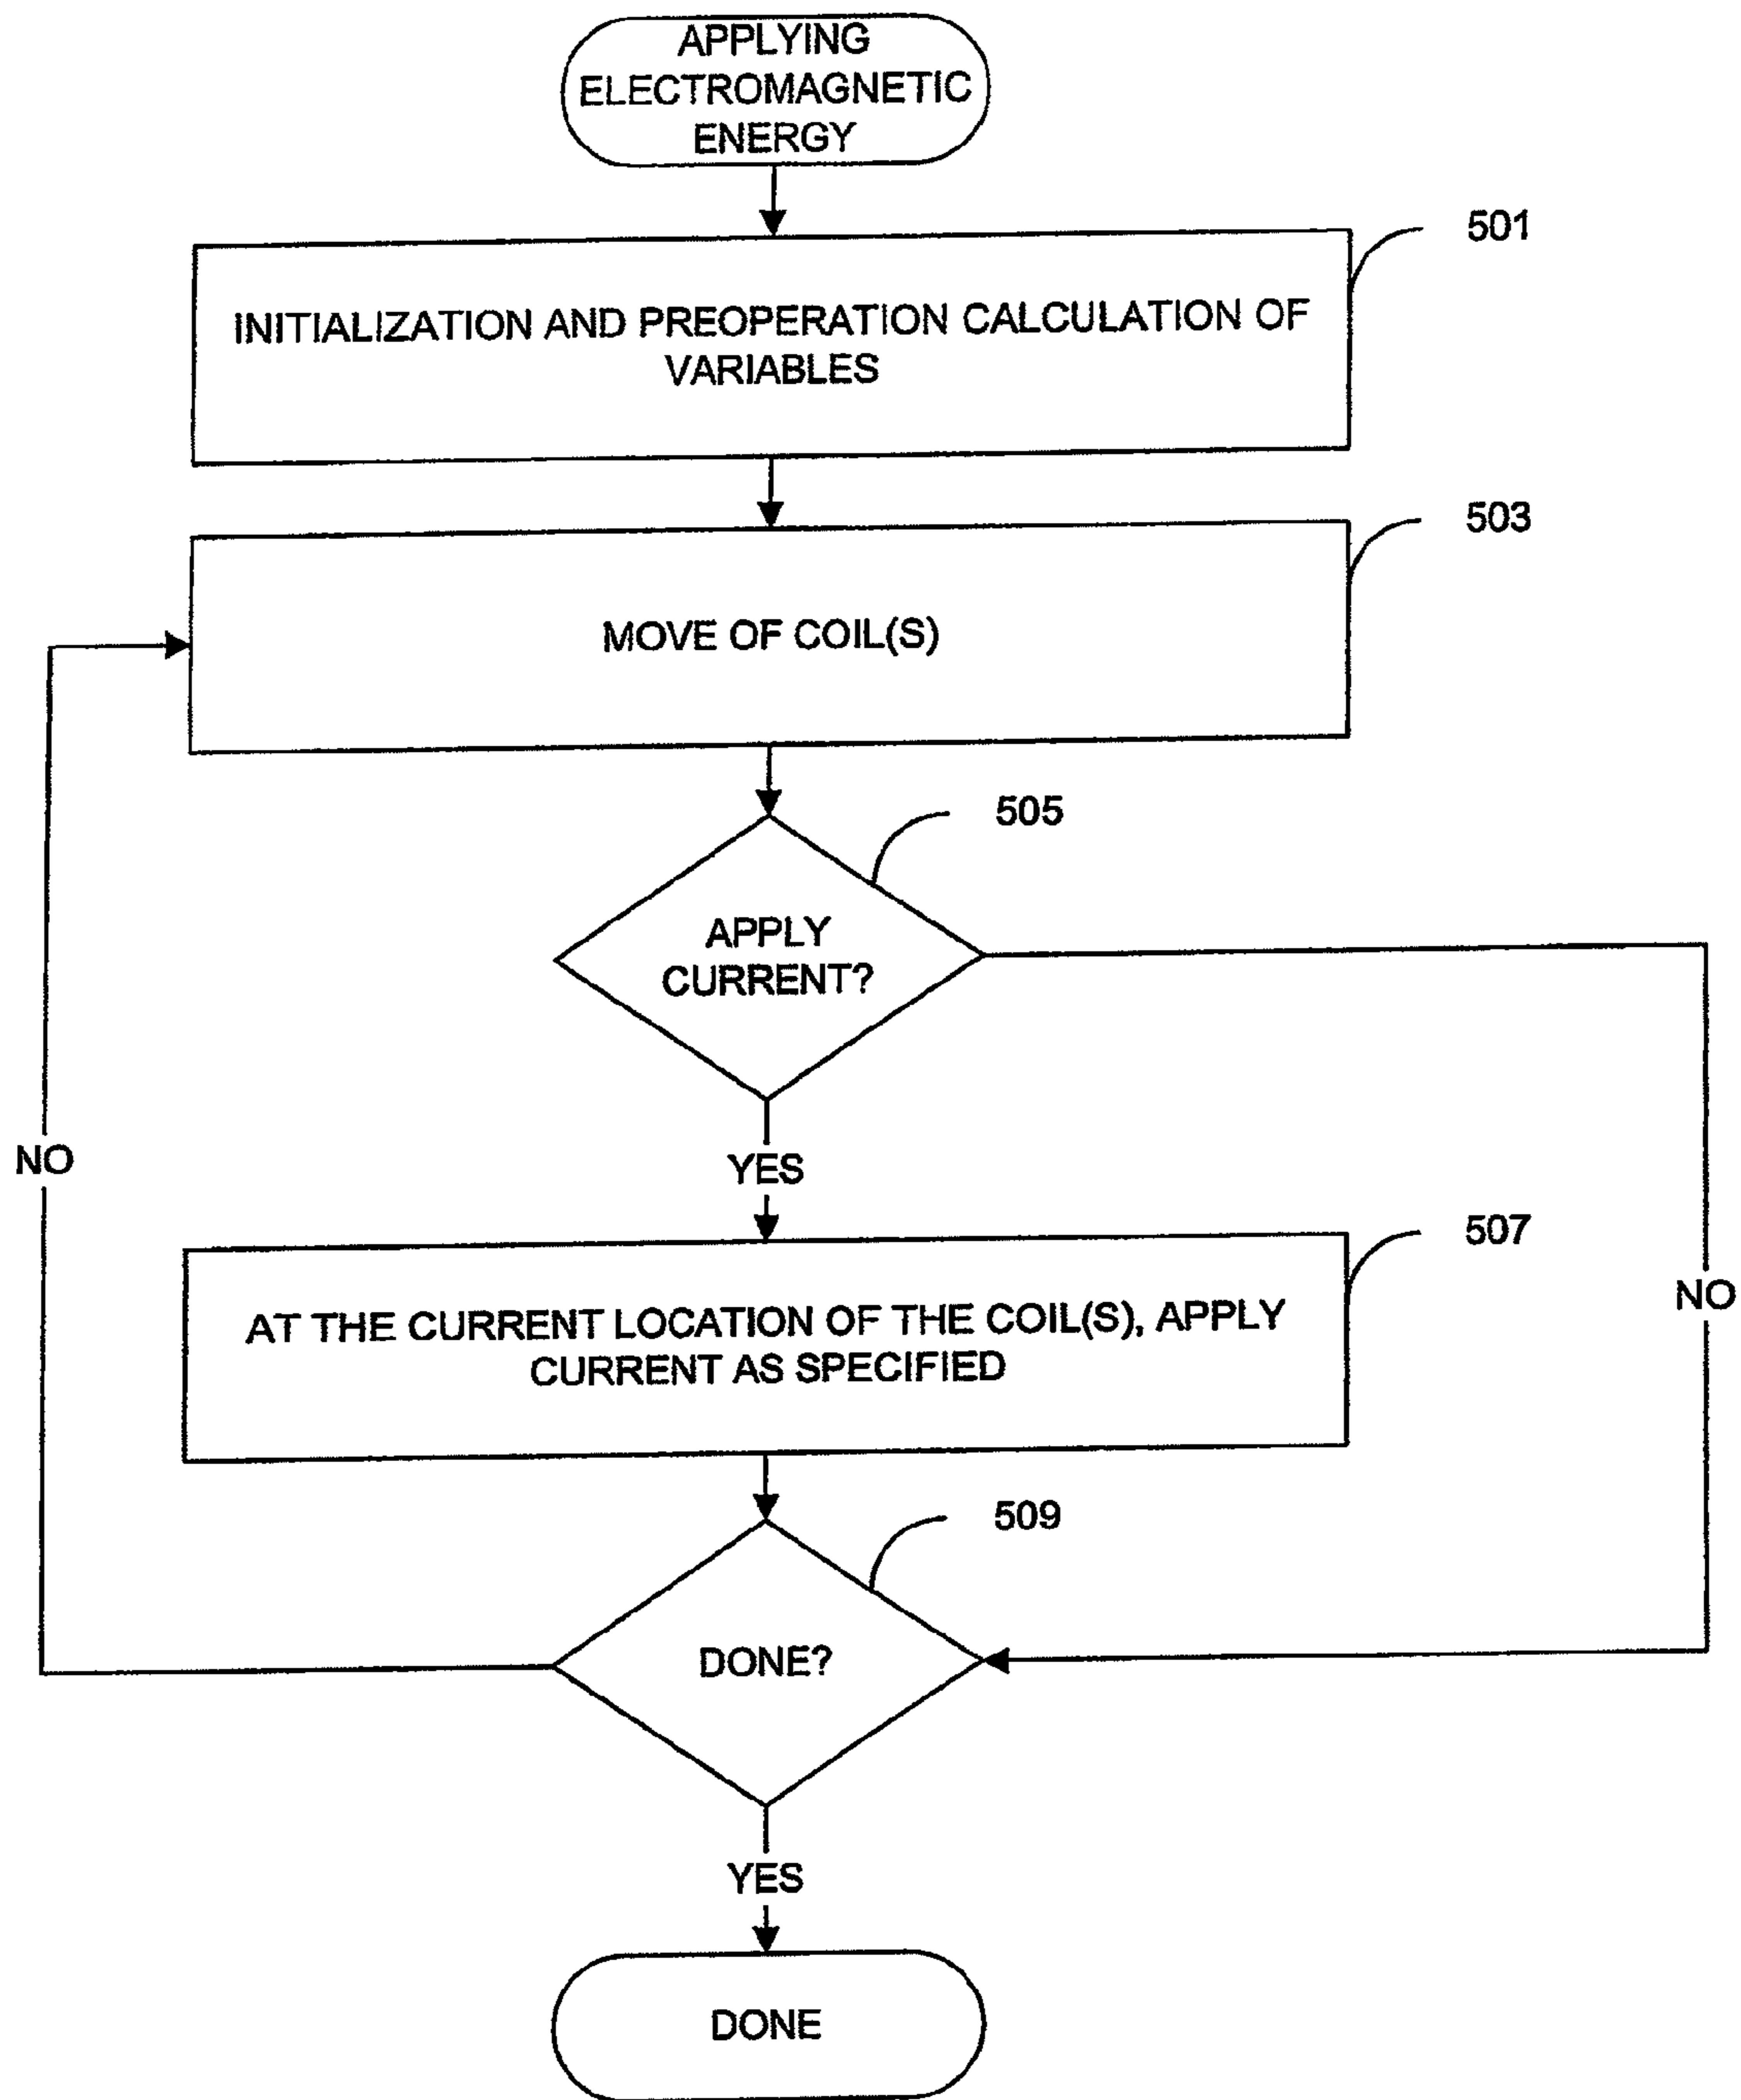 APPLYING
ELECTROMAGNETIC
ENERGY
501
INITIALIZATION AND PREOPERATION CALCULATION OF
VARIABLES
503
MOVE OF COIL(S)
505
APPLY
CURRENT?
NO
YES
507
AT THE CURRENT LOCATION OF THE COIL(S), APPLY
CURRENT AS SPECIFIED
NO
509
DONE?
YES
DONE